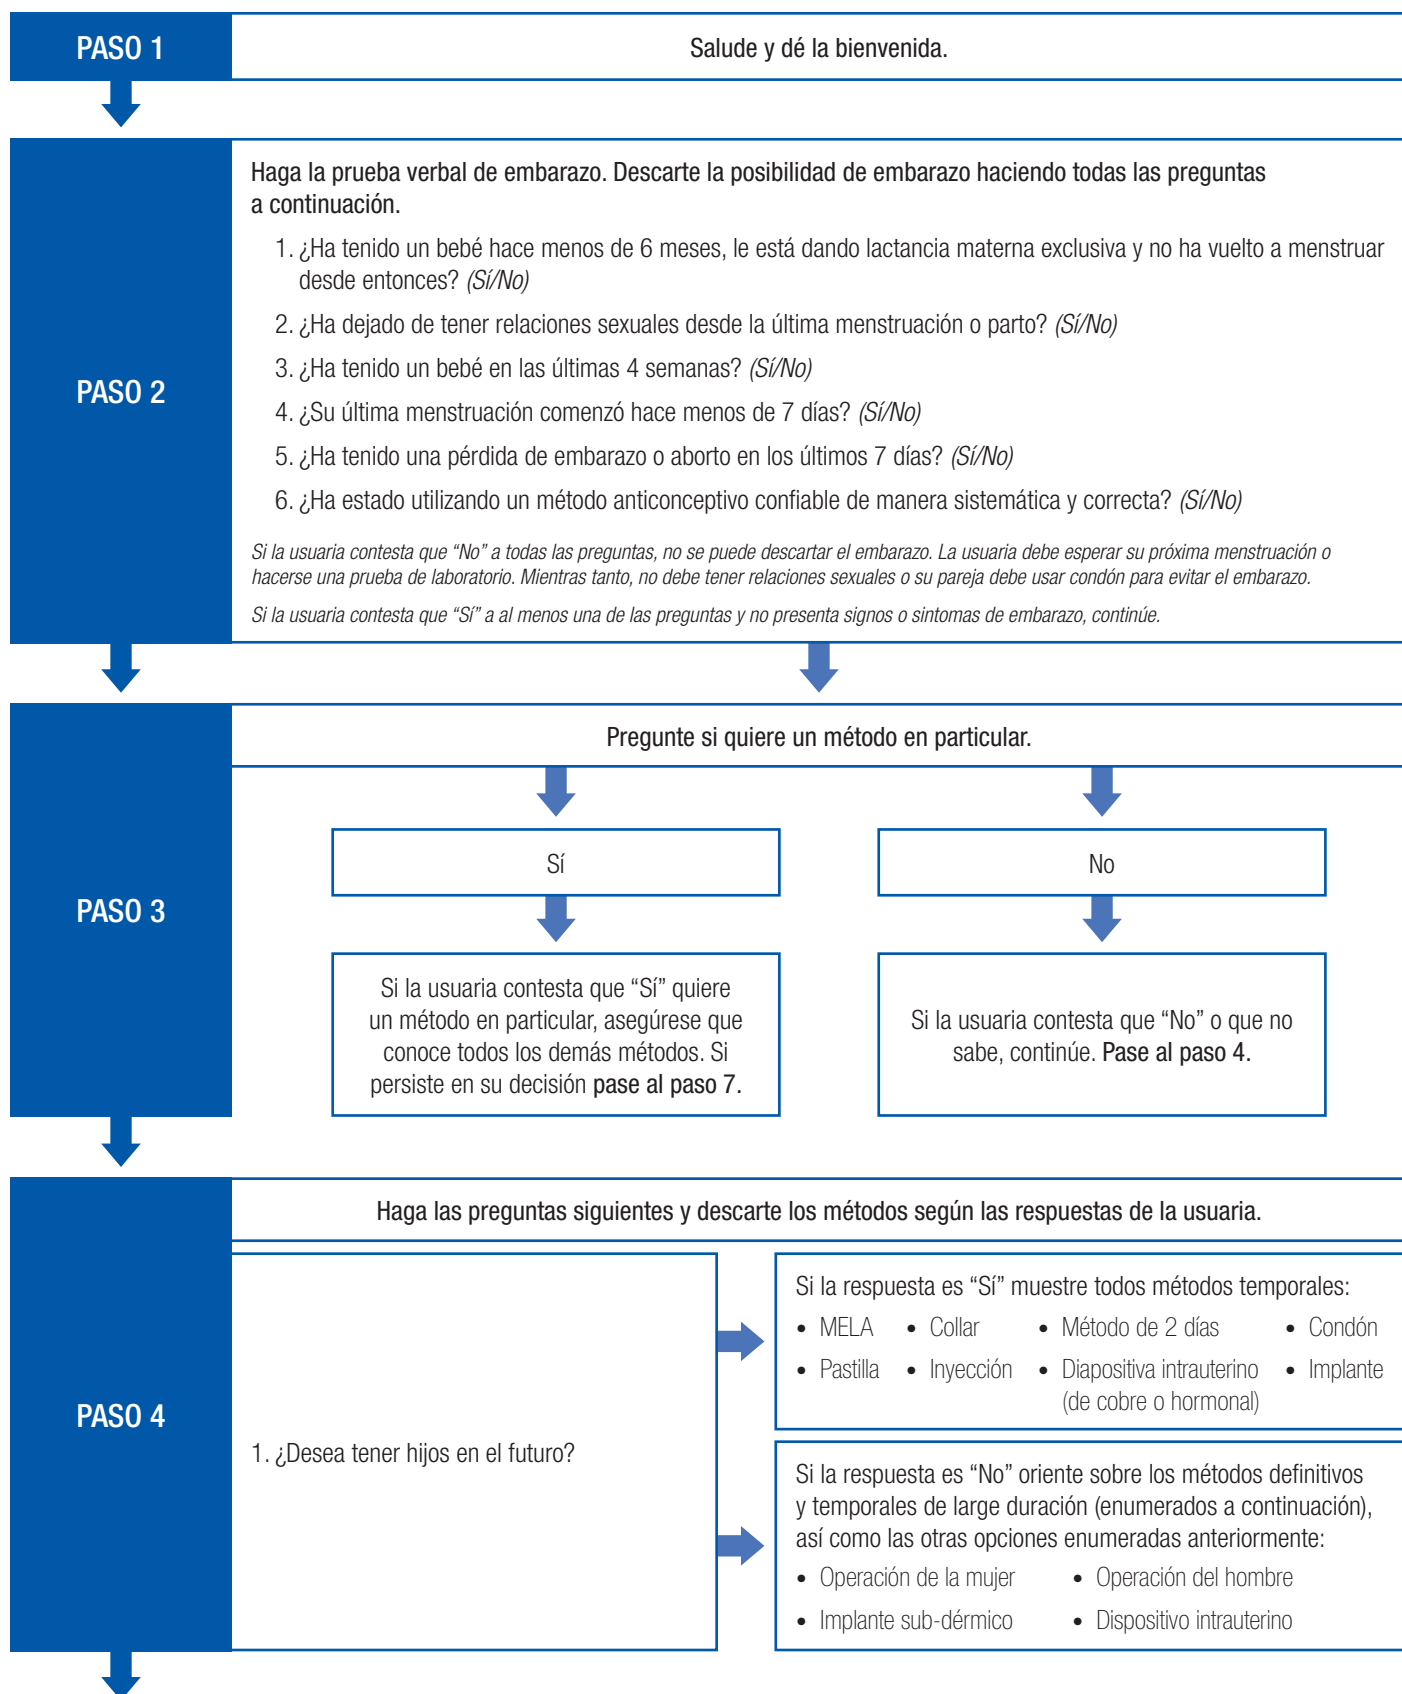 PASO 1
Salude y dé la bienvenida.
PASO 2
Haga la prueba verbal de embarazo. Descarte la posibilidad de embarazo haciendo todas las preguntas
a continuación.
1. ¿Ha tenido un bebé hace menos de 6 meses, le está dando lactancia materna exclusiva y no ha vuelto a menstruar
desde entonces? (Sí/No)
2. ¿Ha dejado de tener relaciones sexuales desde la última menstruación o parto? (Sí/No)
3. ¿Ha tenido un bebé en las últimas 4 semanas? (Sí/No)
4. ¿Su última menstruación comenzó hace menos de 7 días? (Sí/No)
5. ¿Ha tenido una pérdida de embarazo o aborto en los últimos 7 días? (Sí/No)
6. ¿Ha estado utilizando un método anticonceptivo confiable de manera sistemática y correcta? (Sí/No)
Si la usuaria contesta que “No” a todas las preguntas, no se puede descartar el embarazo. La usuaria debe esperar su próxima menstruación o
hacerse una prueba de laboratorio. Mientras tanto, no debe tener relaciones sexuales o su pareja debe usar condón para evitar el embarazo.
Si la usuaria contesta que “Sí” a al menos una de las preguntas y no presenta signos o sintomas de embarazo, continúe.
PASO 3
Pregunte si quiere un método en particular.
Sí
No
Si la usuaria contesta que “Sí” quiere
un método en particular, asegúrese que
conoce todos los demás métodos. Si
persiste en su decisión pase al paso 7.
Si la usuaria contesta que “No” o que no
sabe, continúe. Pase al paso 4.
PASO 4
Haga las preguntas siguientes y descarte los métodos según las respuestas de la usuaria.
1. ¿Desea tener hijos en el futuro?
Si la respuesta es “Sí” muestre todos métodos temporales:
• MELA • Collar • Método de 2 días • Condón
• Pastilla • Inyección • Diapositiva intrauterino • Implante
(de cobre o hormonal)
Si la respuesta es “No” oriente sobre los métodos definitivos
y temporales de large duración (enumerados a continuación),
así como las otras opciones enumeradas anteriormente:
• Operación de la mujer • Operación del hombre
• Implante sub-dérmico • Dispositivo intrauterino